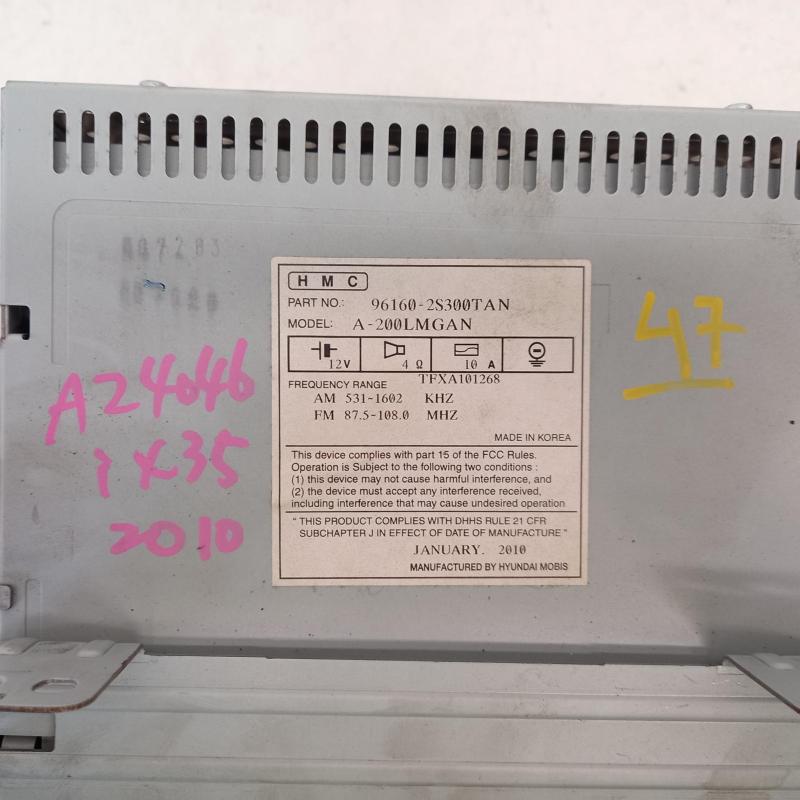 HMC
PART NO.: 96160-2S300TAN
MODEL: A-200LMGAN
12V 4 Ω 10 A
TFXA101268
FREQUENCY RANGE
AM 531-1602 KHZ
FM 87.5-108.0 MHZ
MADE IN KOREA
This device complies with part 15 of the FCC Rules.
Operation is Subject to the following two conditions :
(1) this device may not cause harmful interference, and
(2) the device must accept any interference received,
including interference that may cause undesired operation
" THIS PRODUCT COMPLIES WITH DHHS RULE 21 CFR
SUBCHAPTER J IN EFFECT OF DATE OF MANUFACTURE "
JANUARY. 2010
MANUFACTURED BY HYUNDAI MOBIS
A24646
ix35
2010
47